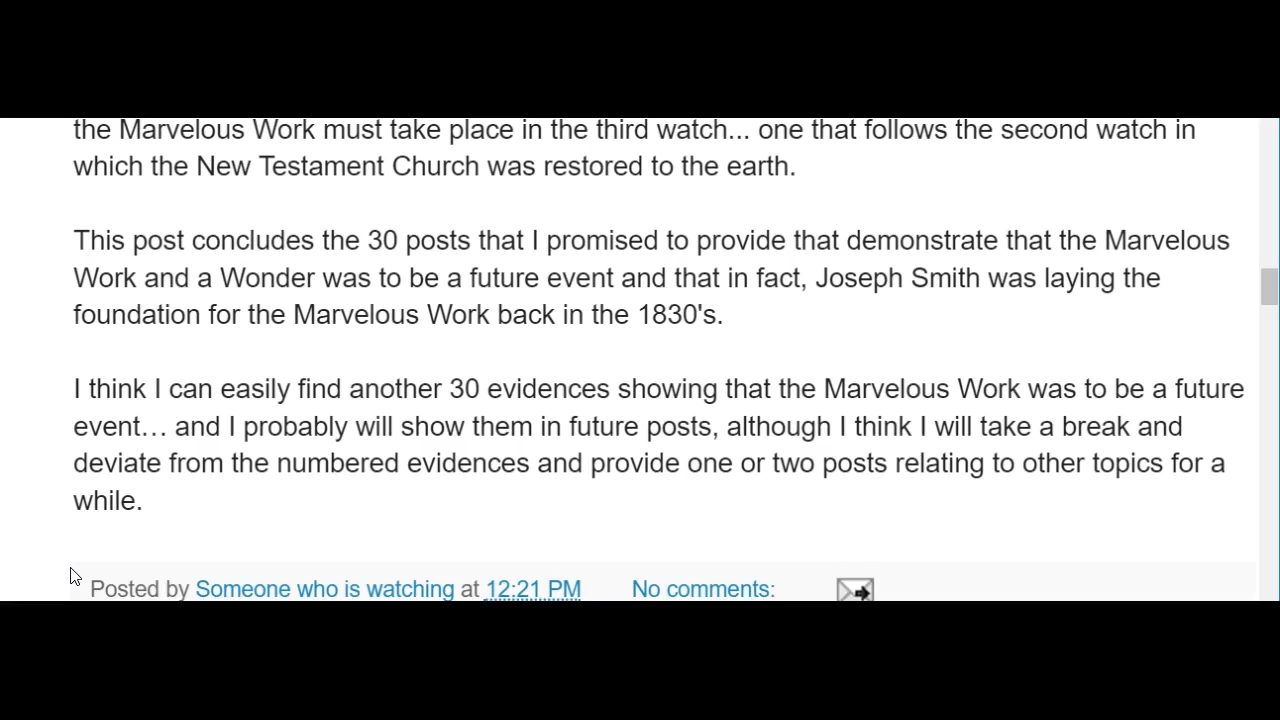 the Marvelous Work must take place in the third watch... one that follows the second watch in
which the New Testament Church was restored to the earth.
This post concludes the 30 posts that I promised to provide that demonstrate that the Marvelous
Work and a Wonder was to be a future event and that in fact, Joseph Smith was laying the
foundation for the Marvelous Work back in the 1830's.
I think I can easily find another 30 evidences showing that the Marvelous Work was to be a future
event… and I probably will show them in future posts, although I think I will take a break and
deviate from the numbered evidences and provide one or two posts relating to other topics for a
while.
Posted by Someone who is watching at 12:21 PM No comments: